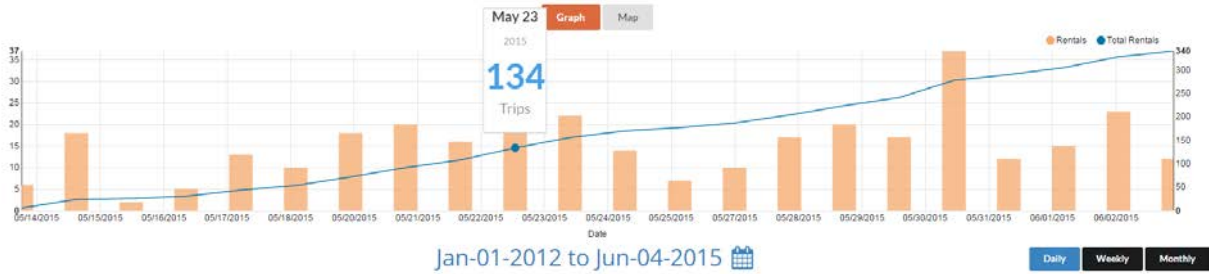 May 23
2015
134
Trips
Graph
Map
Rentals
Total Rentals
37
35
30
25
20
15
10
5
0
340
300
250
200
150
100
50
0
05/14/2015 05/15/2015 05/16/2015 05/17/2015 05/18/2015 05/20/2015 05/21/2015 05/22/2015 05/23/2015 05/24/2015 05/25/2015 05/27/2015 05/28/2015 05/29/2015 05/30/2015 05/31/2015 06/01/2015 06/02/2015
Date
Jan-01-2012 to Jun-04-2015
Daily
Weekly
Monthly